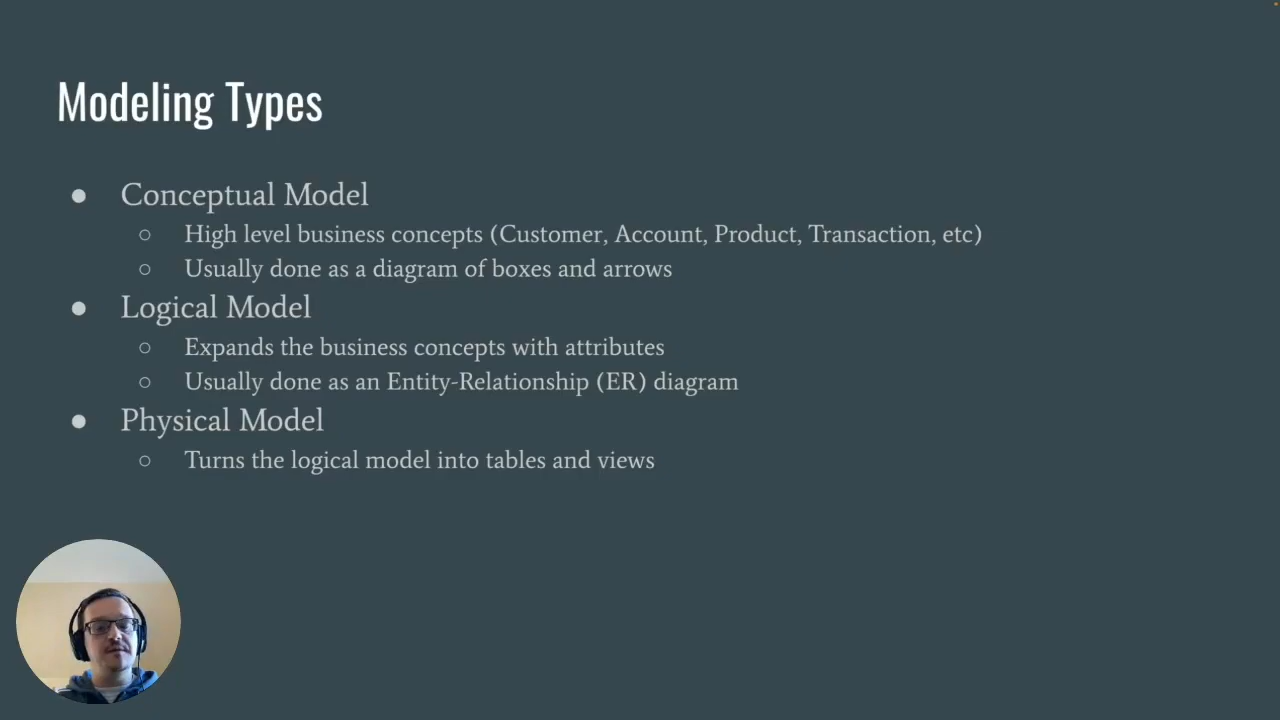 Modeling Types
● Conceptual Model
○ High level business concepts (Customer, Account, Product, Transaction, etc)
○ Usually done as a diagram of boxes and arrows
● Logical Model
○ Expands the business concepts with attributes
○ Usually done as an Entity-Relationship (ER) diagram
● Physical Model
○ Turns the logical model into tables and views